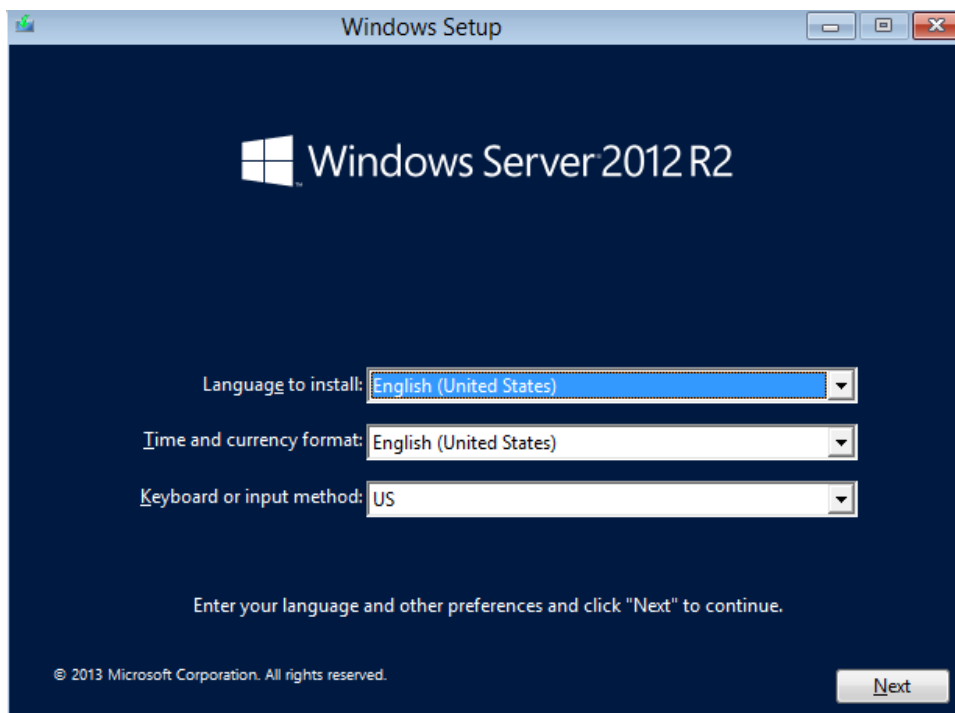 Windows Setup
Windows Server 2012 R2
Language to install: English (United States)
Time and currency format: English (United States)
Keyboard or input method: US
Enter your language and other preferences and click "Next" to continue.
© 2013 Microsoft Corporation. All rights reserved.
Next